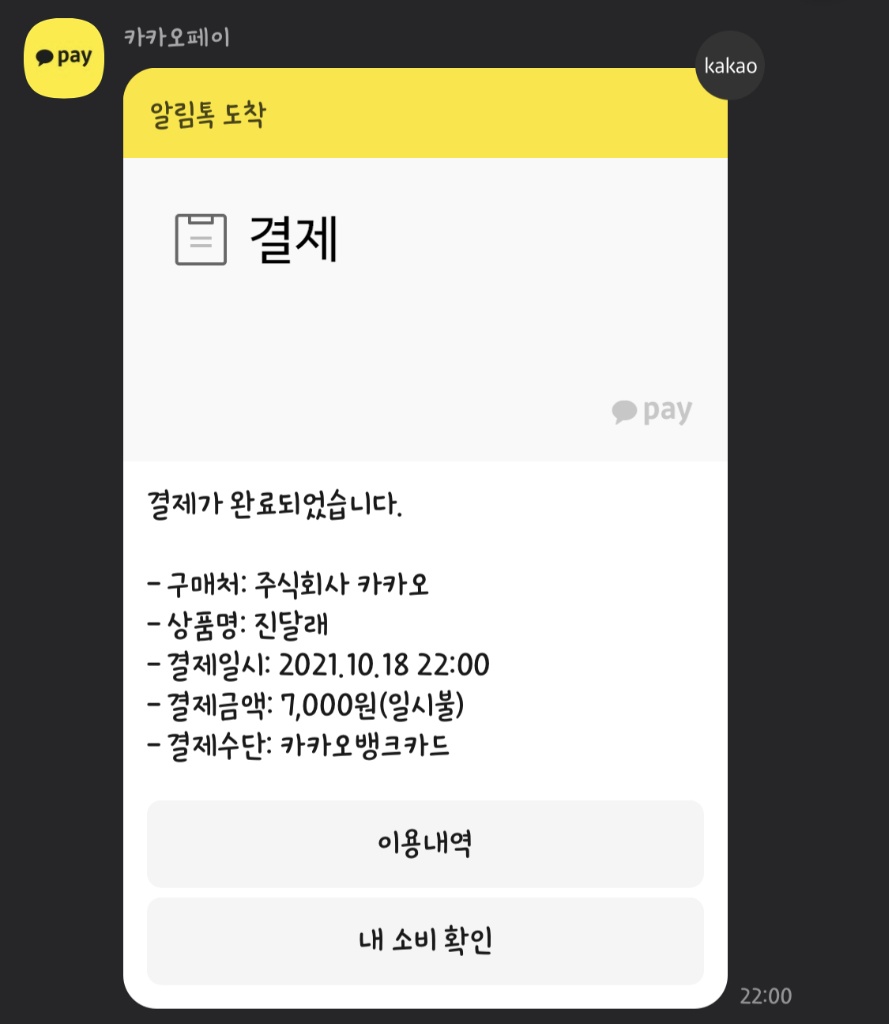 pay
카카오페이
kakao
알림톡 도착
결제
pay
결제가 완료되었습니다.
- 구매처: 주식회사 카카오
- 상품명: 진달래
- 결제일시: 2021.10.18 22:00
- 결제금액: 7,000원(일시불)
- 결제수단: 카카오뱅크카드
이용내역
내 소비 확인
22:00